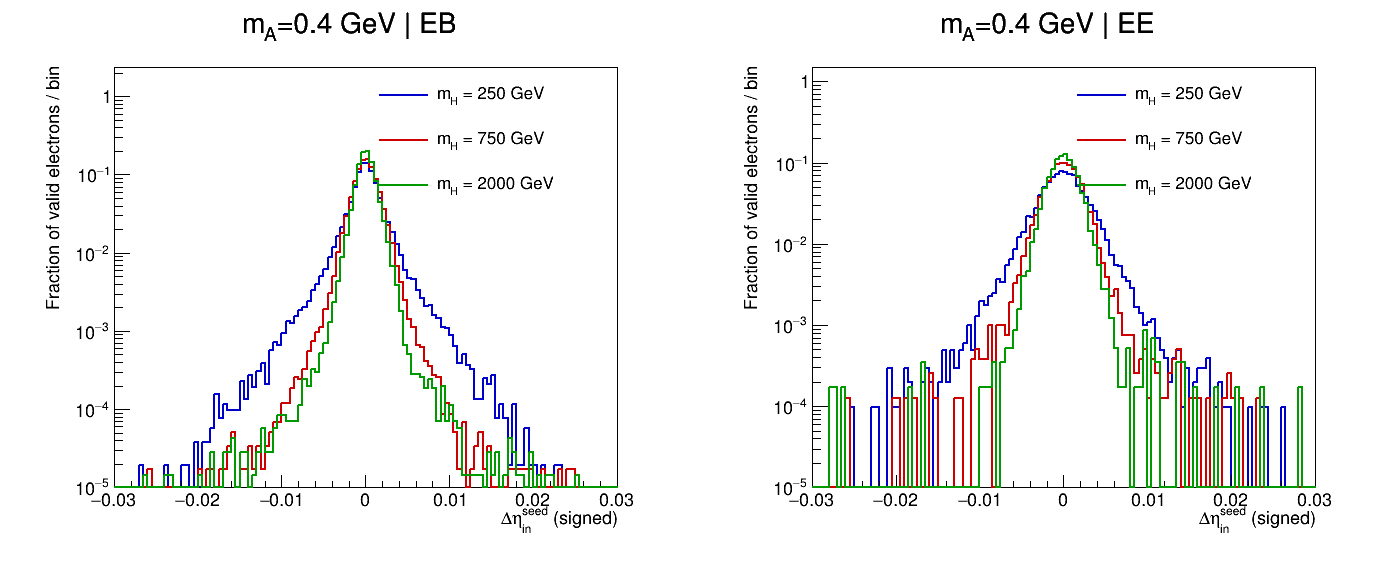 m_A=0.4 GeV | EB
Fraction of valid electrons / bin
m_H = 250 GeV
m_H = 750 GeV
m_H = 2000 GeV
1
10^−1
10^−2
10^−3
10^−4
10^−5
−0.03 −0.02 −0.01 0 0.01 0.02 0.03
Δη_in^seed (signed)
m_A=0.4 GeV | EE
Fraction of valid electrons / bin
m_H = 250 GeV
m_H = 750 GeV
m_H = 2000 GeV
1
10^−1
10^−2
10^−3
10^−4
10^−5
−0.03 −0.02 −0.01 0 0.01 0.02 0.03
Δη_in^seed (signed)